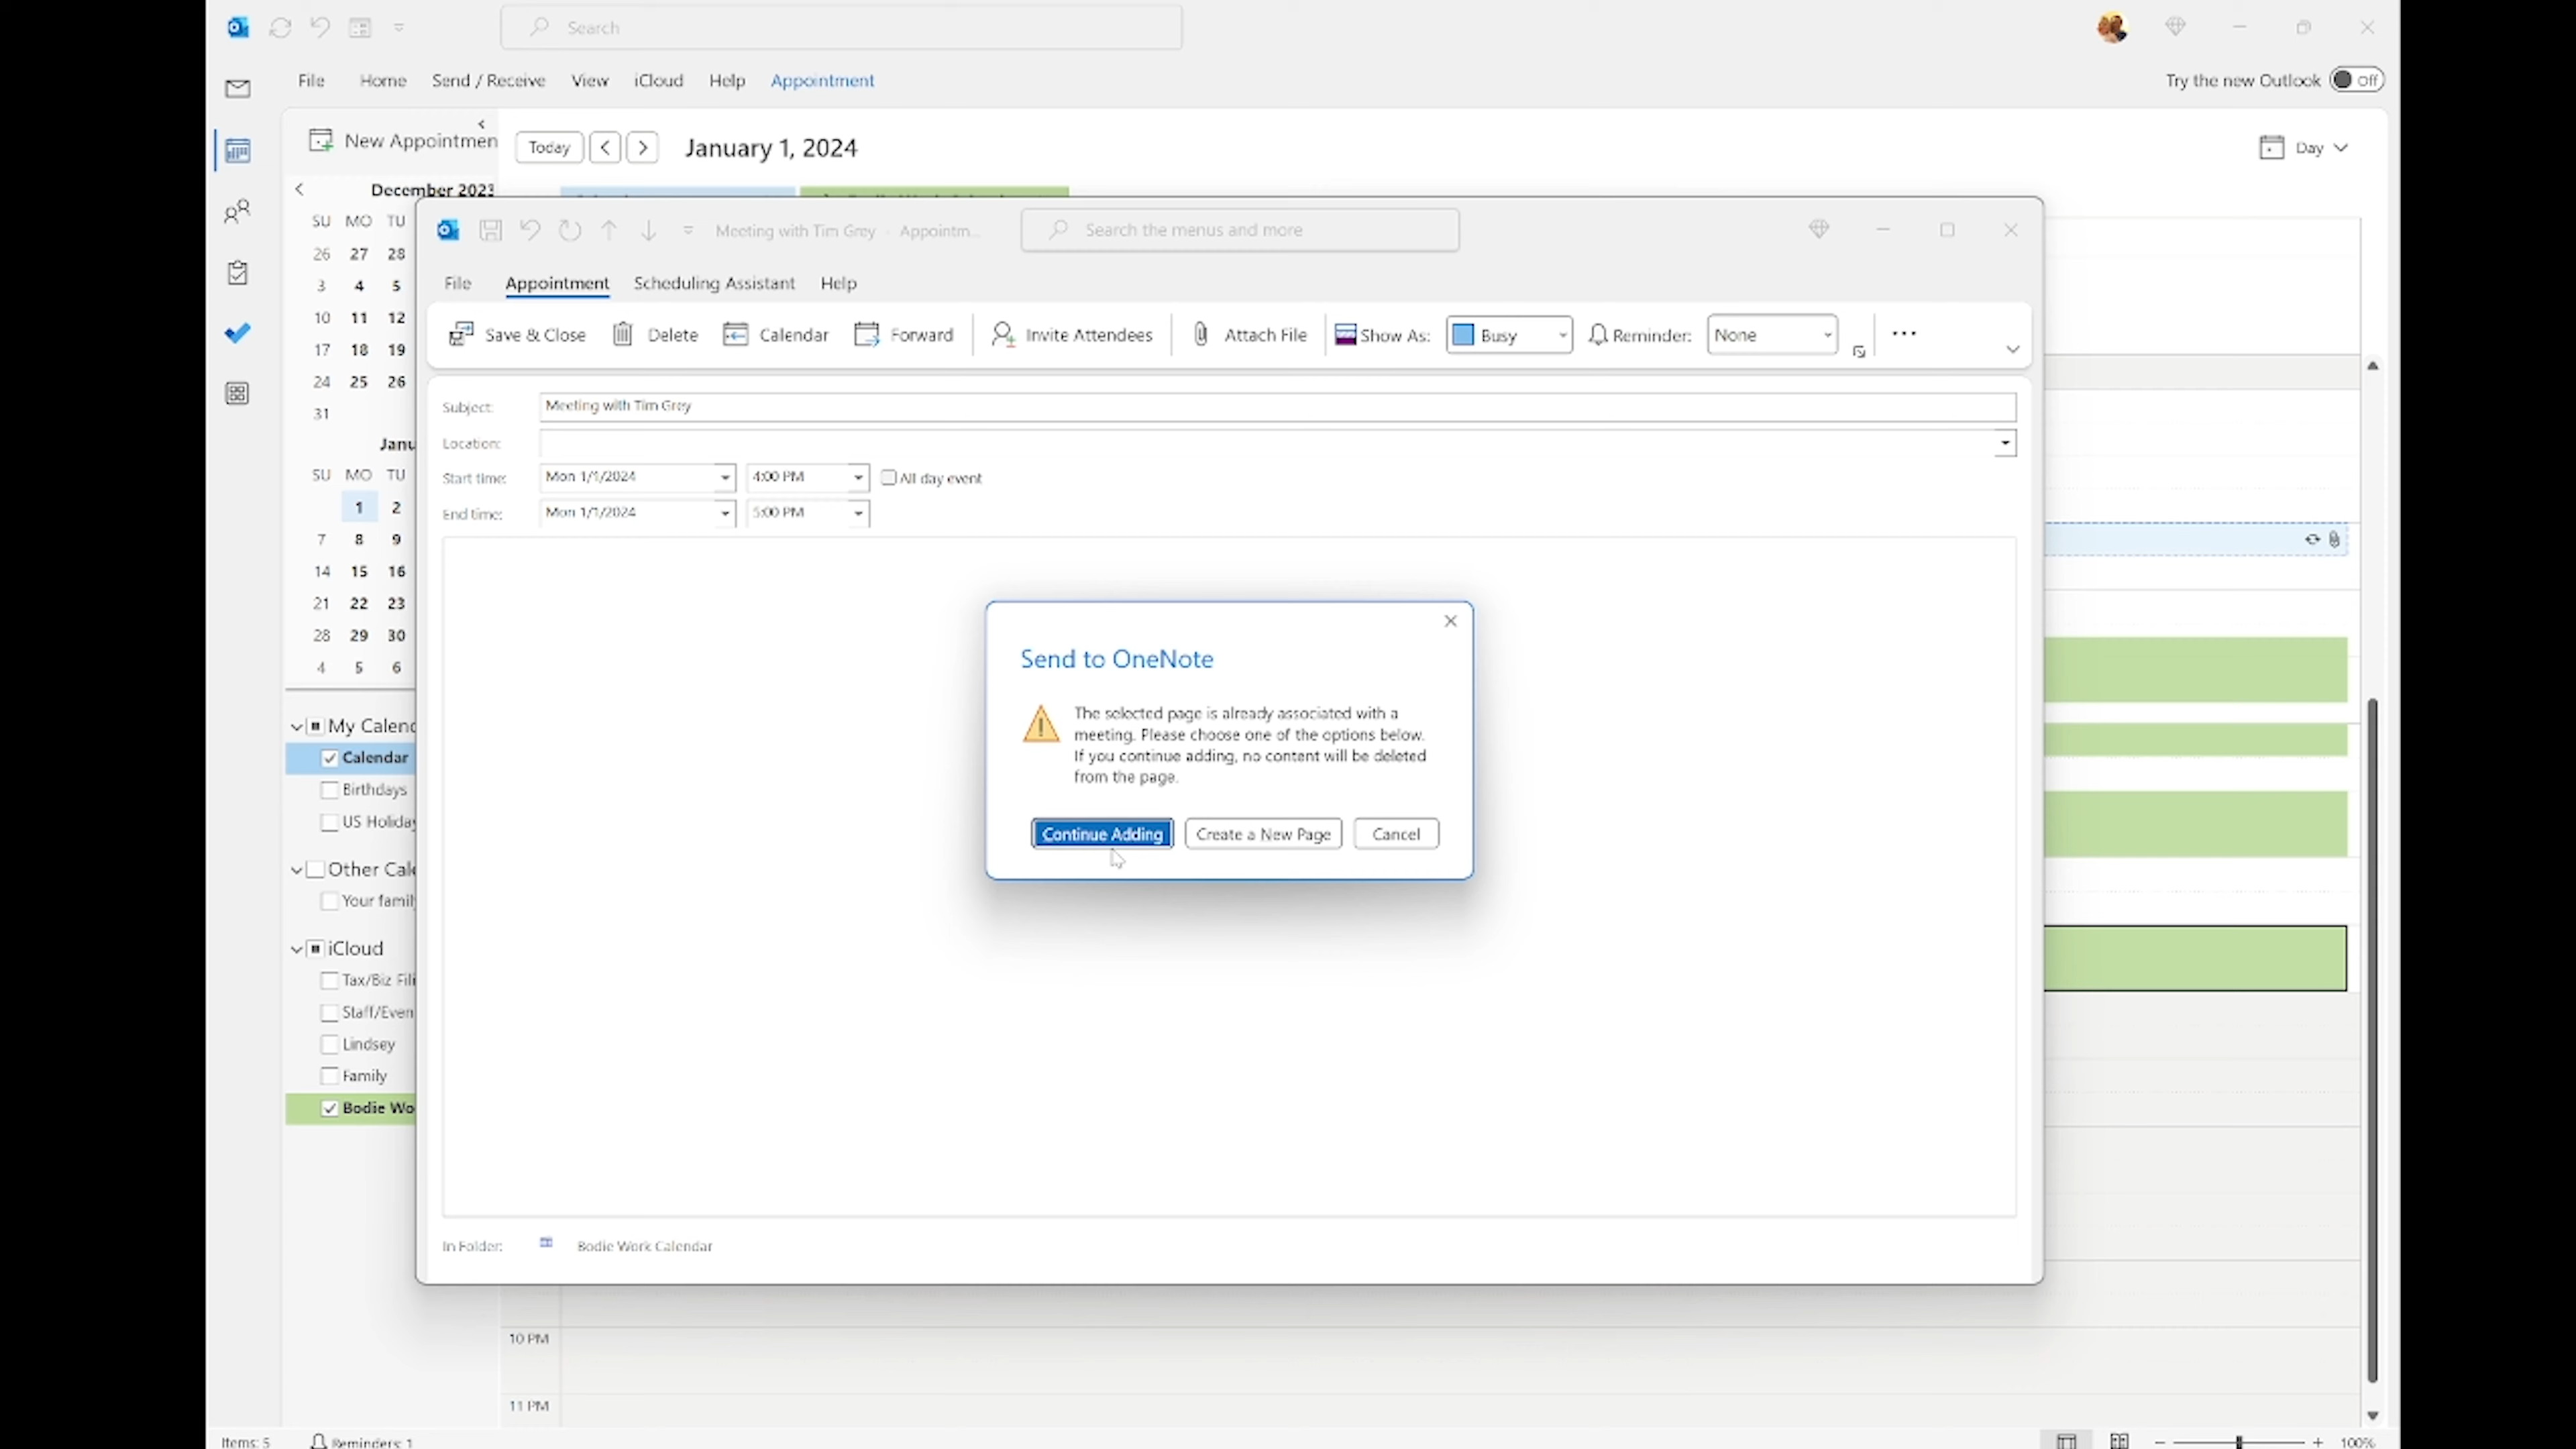 Search
File Home Send / Receive View iCloud Help Appointment
Try the new Outlook Off
New Appointmen
Today January 1, 2024 Day
December 2023
SU MO TU
26 27 28
3 4 5
10 11 12
17 18 19
24 25 26
31
Janu
SU MO TU
1 2
7 8 9
14 15 16
21 22 23
28 29 30
4 5 6
My Calend
Calendar
Birthdays
US Holiday
Other Cale
Your family
iCloud
Tax/Biz Fili
Staff/Even
Lindsey
Family
Bodie Wo
Meeting with Tim Grey - Appointm...
Search the menus and more
File Appointment Scheduling Assistant Help
Save & Close Delete Calendar Forward Invite Attendees Attach File Show As: Busy Reminder: None
Subject: Meeting with Tim Grey
Location:
Start time: Mon 1/1/2024 4:00 PM All day event
End time: Mon 1/1/2024 5:00 PM
Send to OneNote
The selected page is already associated with a
meeting. Please choose one of the options below.
If you continue adding, no content will be deleted
from the page.
Continue Adding Create a New Page Cancel
In Folder: Bodie Work Calendar
10 PM
11 PM
Items: 5 Reminders: 1 100%